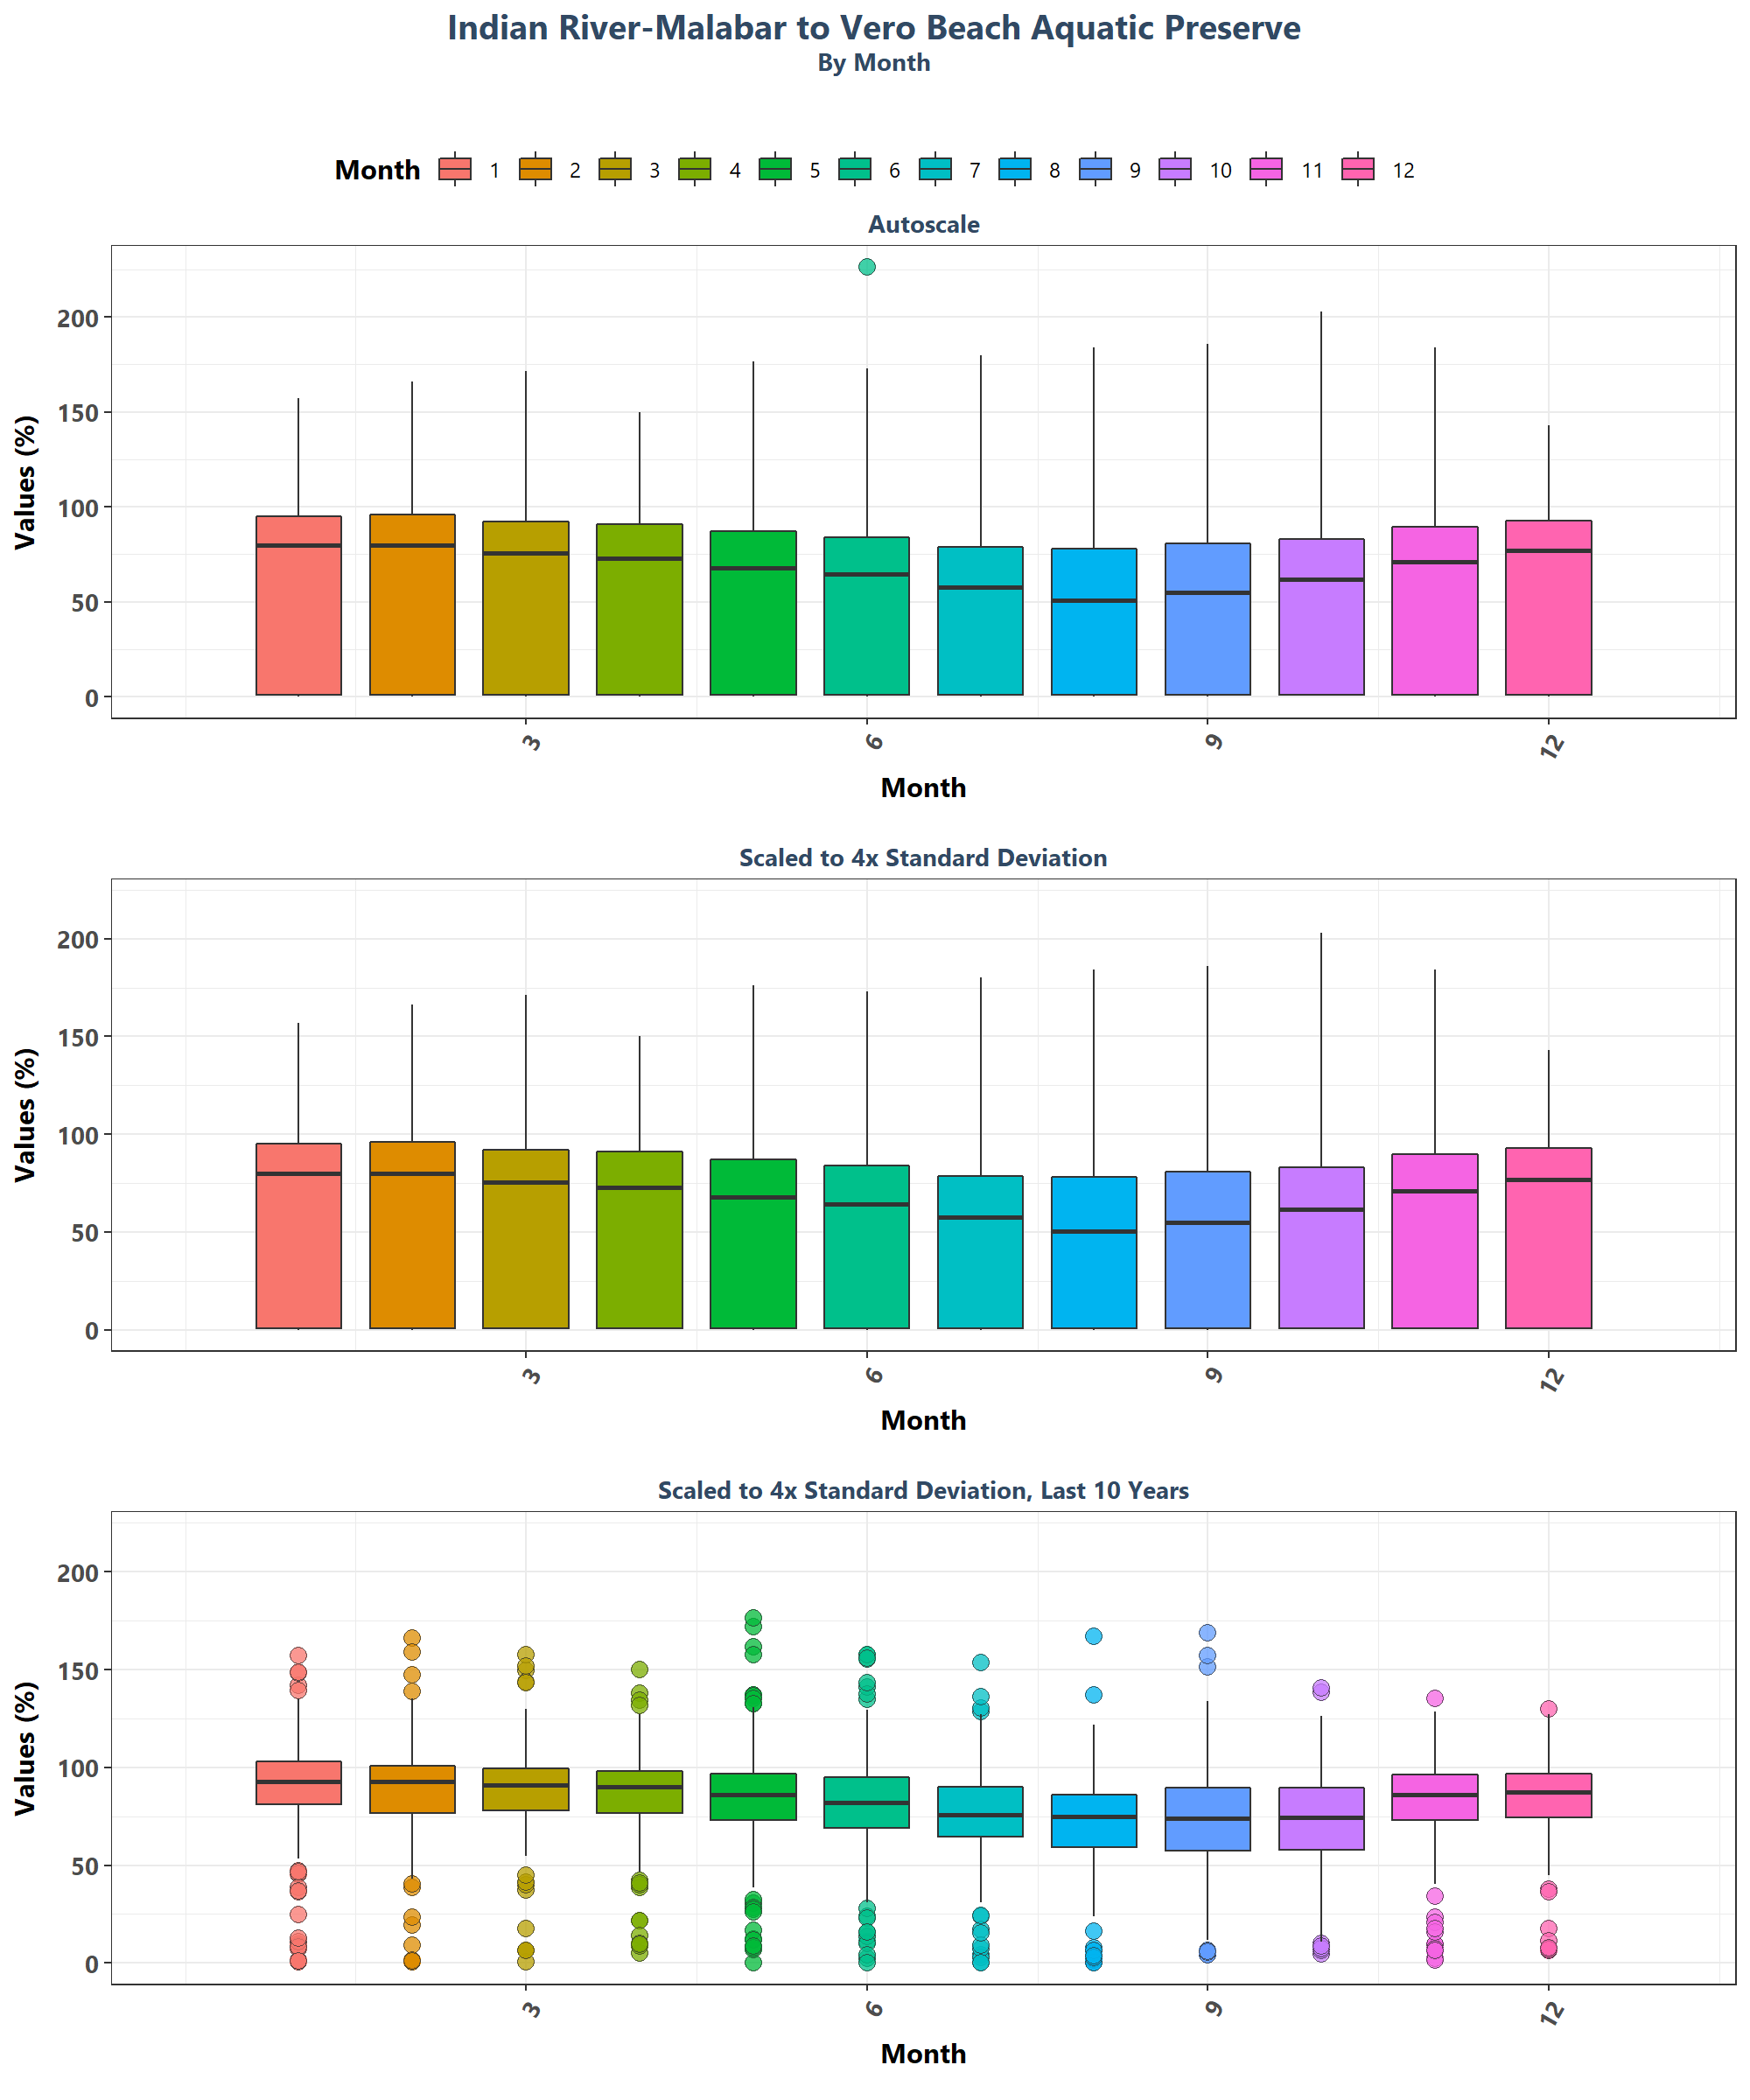 Indian River-Malabar to Vero Beach Aquatic Preserve
By Month
Month 1 2 3 4 5 6 7 8 9 10 11 12
Autoscale
Values (%)
200
150
100
50
0
3 6 9 12
Month
Scaled to 4x Standard Deviation
Values (%)
200
150
100
50
0
3 6 9 12
Month
Scaled to 4x Standard Deviation, Last 10 Years
Values (%)
200
150
100
50
0
3 6 9 12
Month